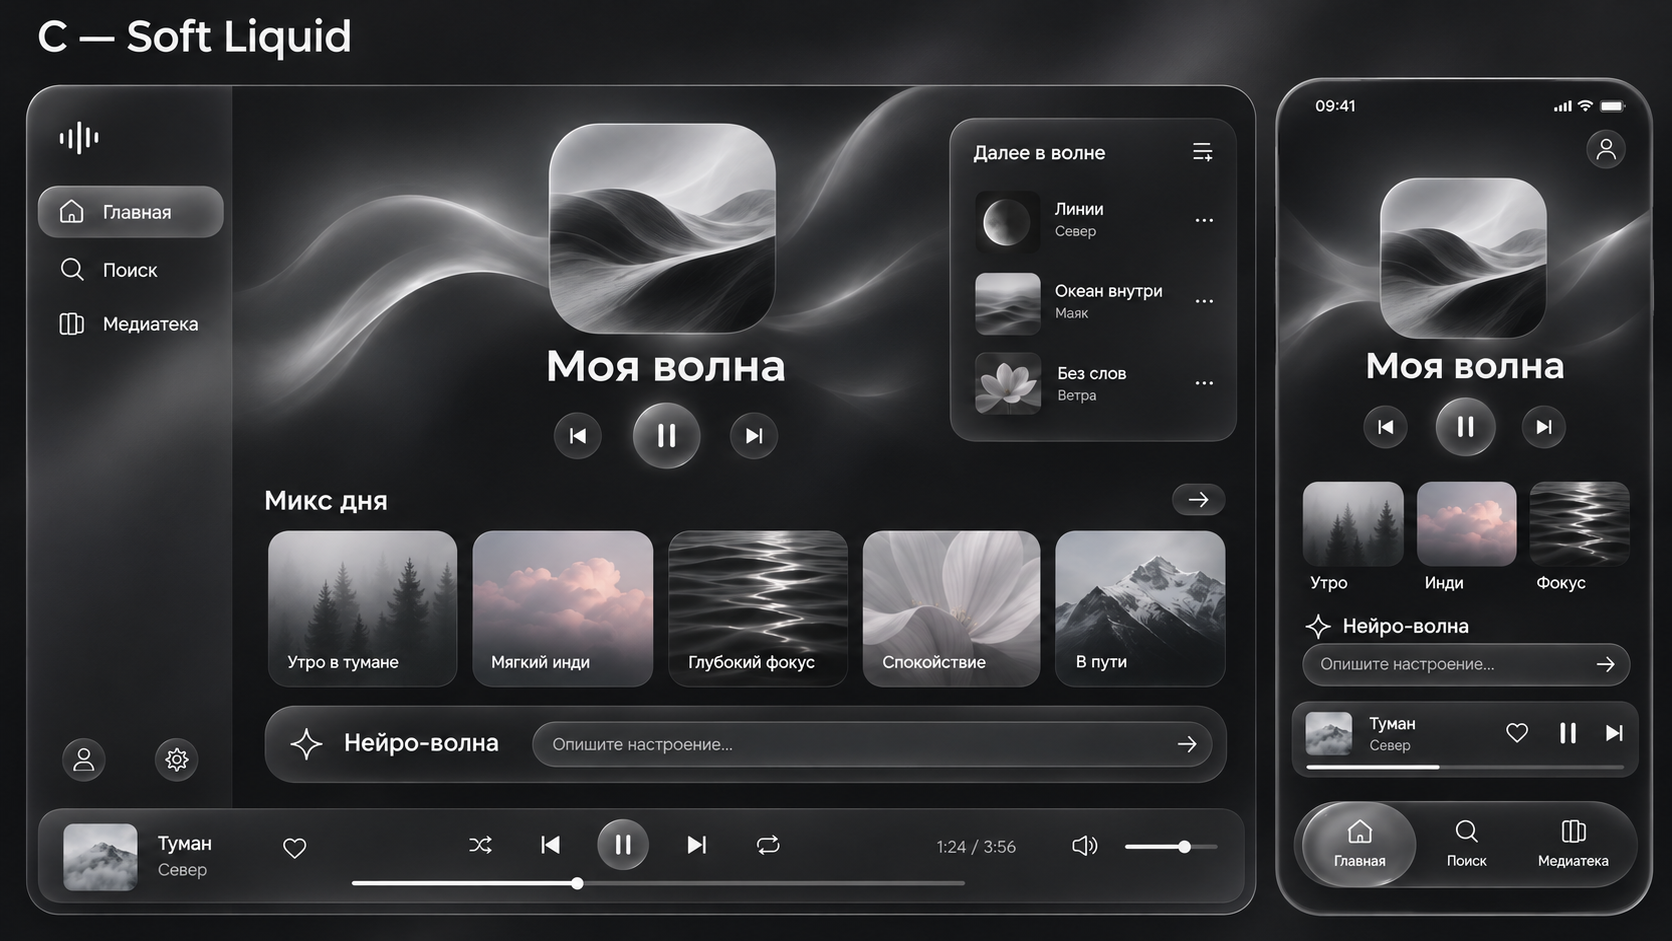 C — Soft Liquid
Главная
Поиск
Медиатека
Моя волна
Далее в волне
Линии
Север
Океан внутри
Маяк
Без слов
Ветра
Микс дня
Утро в тумане
Мягкий инди
Глубокий фокус
Спокойствие
В пути
Нейро-волна
Опишите настроение...
Туман
Север
1:24 / 3:56
09:41
Моя волна
Утро
Инди
Фокус
Нейро-волна
Опишите настроение...
Туман
Север
Главная
Поиск
Медиатека